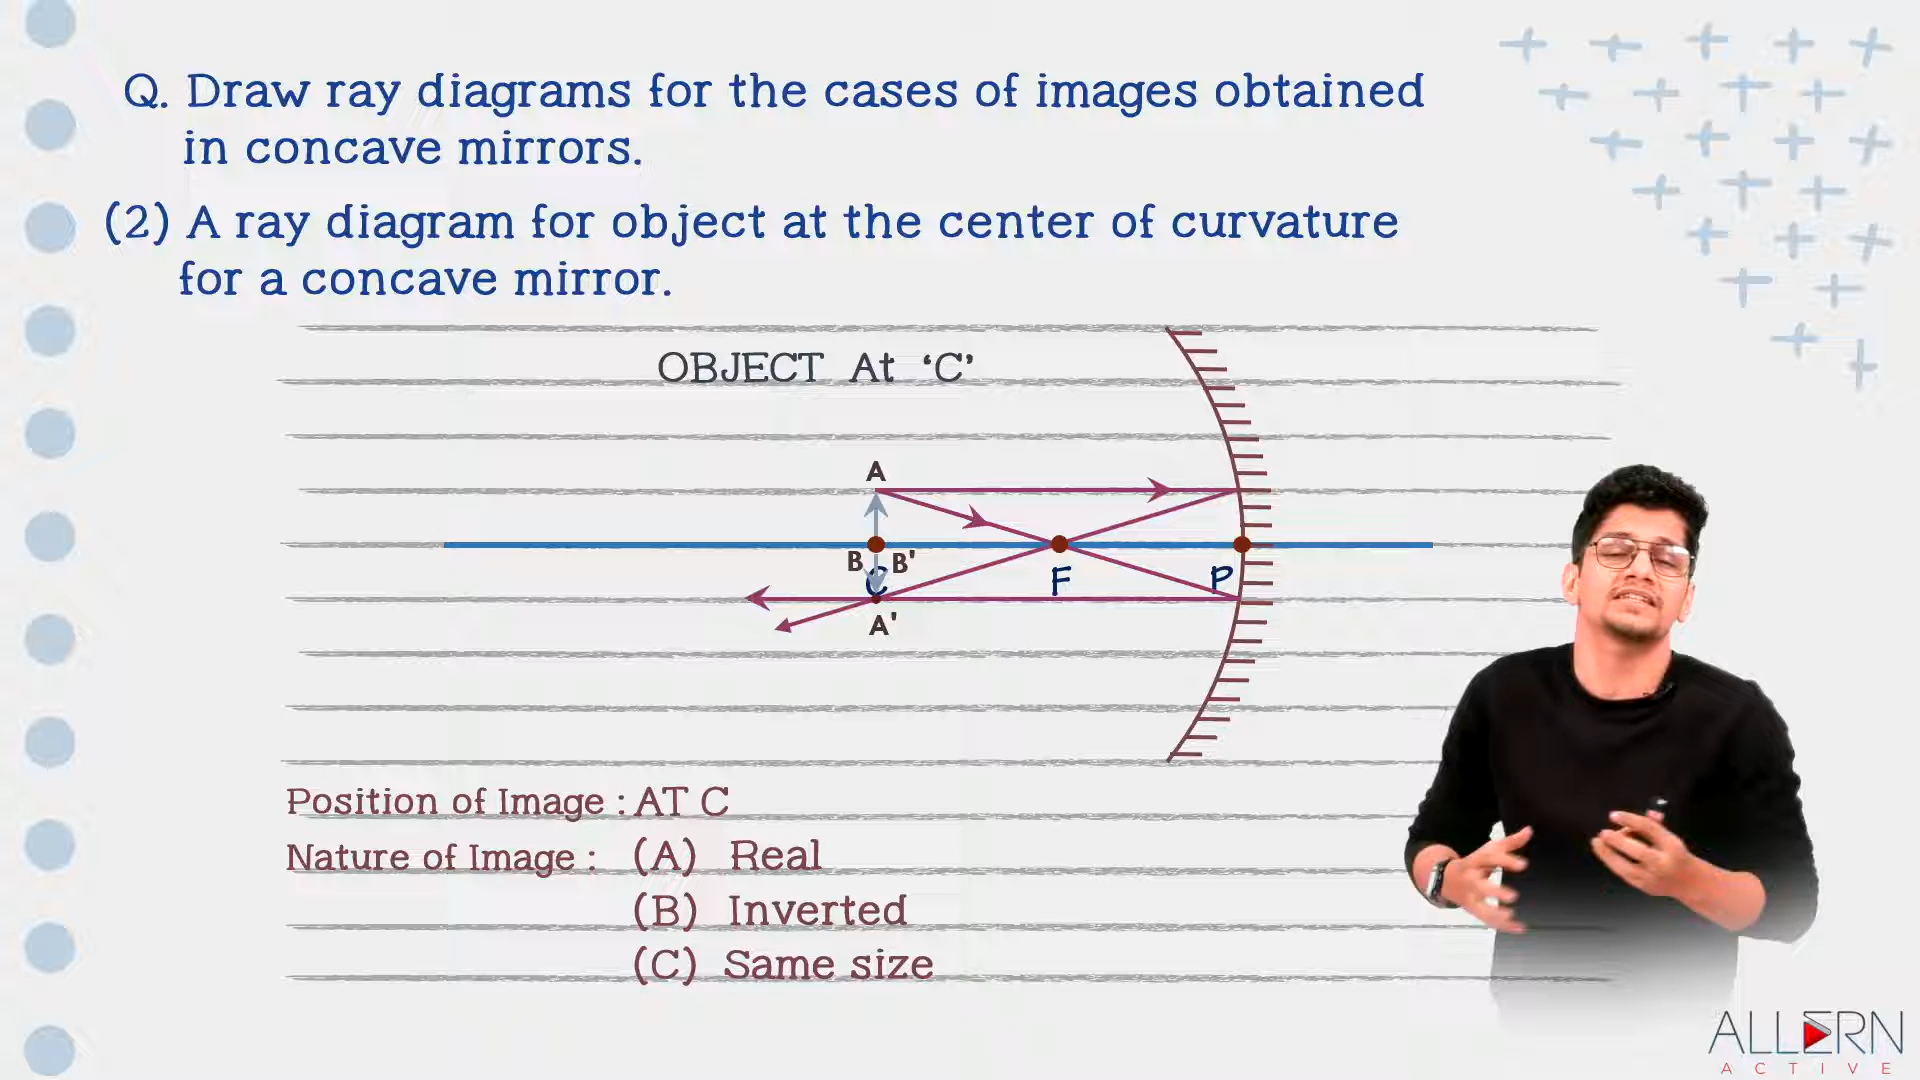 Q. Draw ray diagrams for the cases of images obtained
in concave mirrors.
(2) A ray diagram for object at the center of curvature
for a concave mirror.
OBJECT At ‘C’
A
B B'
C F P
A'
Position of Image : AT C
Nature of Image : (A) Real
(B) Inverted
(C) Same size
ALLERN
ACTIVE